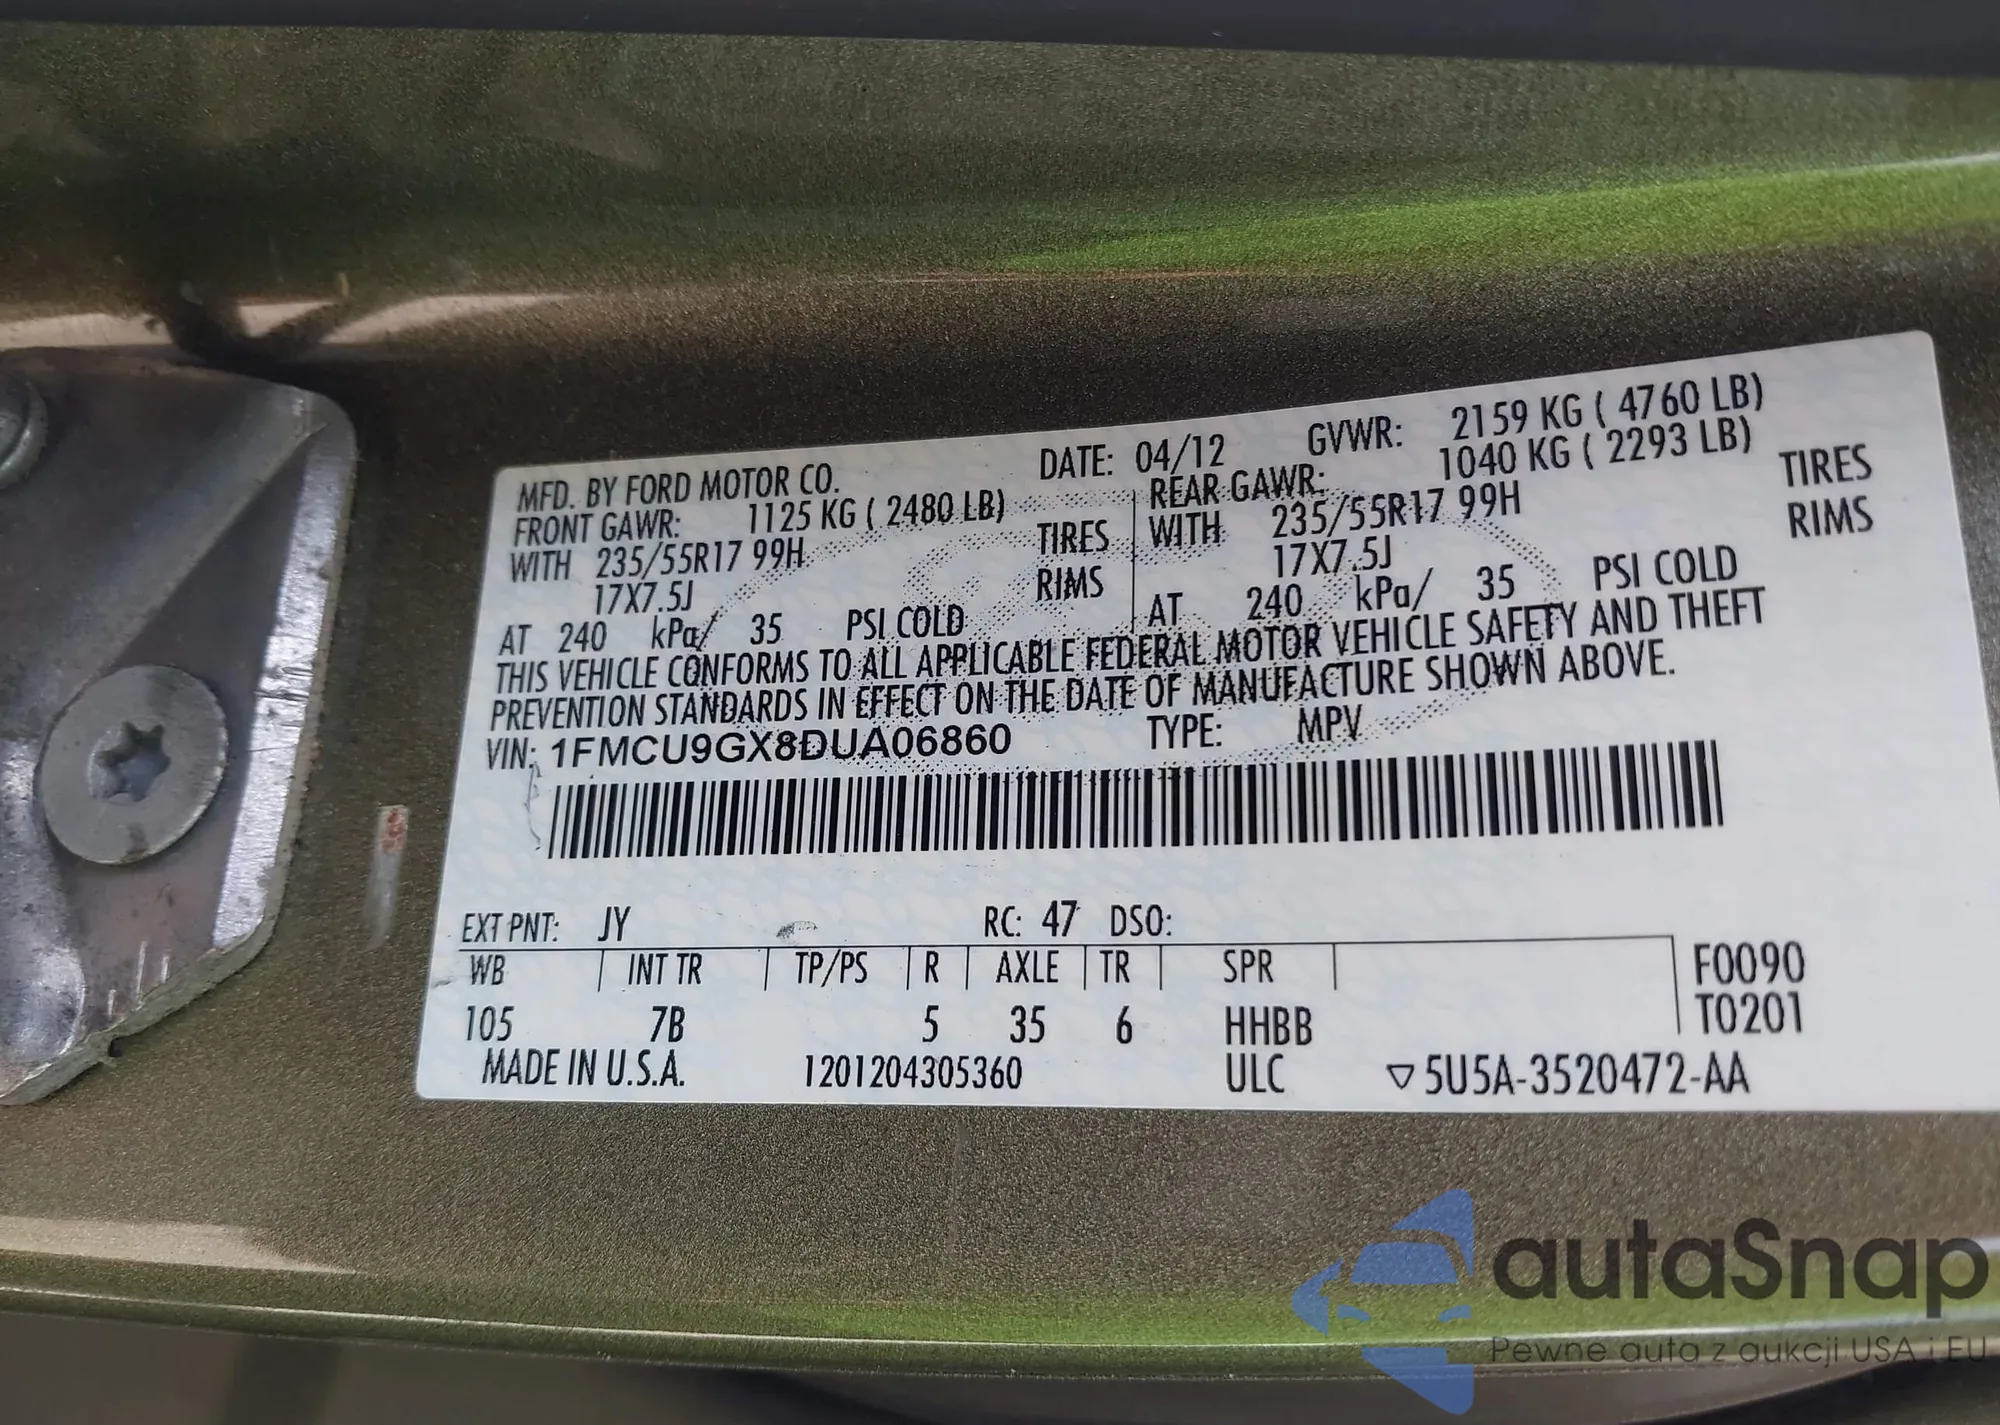 MFD. BY FORD MOTOR CO. DATE: 04/12 GVWR: 2159 KG ( 4760 LB)
FRONT GAWR: 1125 KG ( 2480 LB) REAR GAWR: 1040 KG ( 2293 LB)
WITH 235/55R17 99H TIRES WITH 235/55R17 99H TIRES
17X7.5J RIMS 17X7.5J RIMS
AT 240 kPa/ 35 PSI COLD AT 240 kPa/ 35 PSI COLD
THIS VEHICLE CONFORMS TO ALL APPLICABLE FEDERAL MOTOR VEHICLE SAFETY AND THEFT
PREVENTION STANDARDS IN EFFECT ON THE DATE OF MANUFACTURE SHOWN ABOVE.
VIN: 1FMCU9GX8DUA06860 TYPE: MPV
EXT PNT: JY RC: 47 DSO:
WB INT TR TP/PS R AXLE TR SPR F0090
105 7B 5 35 6 HHBB T0201
MADE IN U.S.A. 1201204305360 ULC ▽5U5A-3520472-AA
autaSnap
Pewne auta z aukcji USA i EU